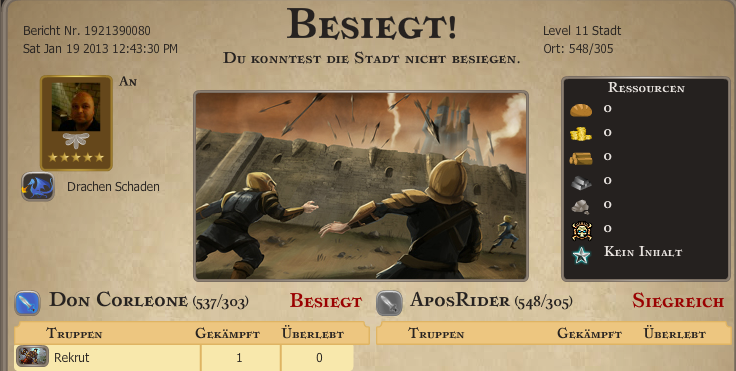 Bericht Nr. 1921390080
Sat Jan 19 2013 12:43:30 PM
Besiegt!
Du konntest die Stadt nicht besiegen.
Level 11 Stadt
Ort: 548/305
An
Drachen Schaden
Ressourcen
0
0
0
0
0
0
Kein Inhalt
Don Corleone (537/303) Besiegt
AposRider (548/305) Siegreich
Truppen Gekämpft Überlebt
Truppen Gekämpft Überlebt
Rekrut 1 0